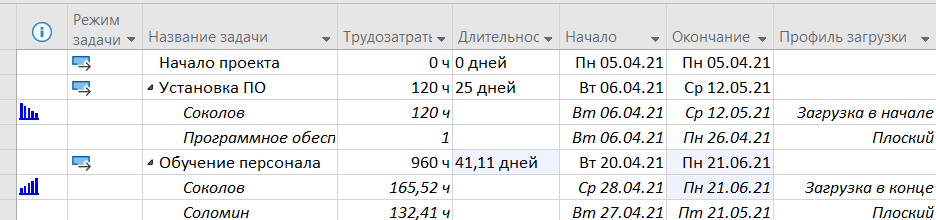 Режим задачи Название задачи Трудозатрать Длительнос Начало Окончание Профиль загрузки
Начало проекта 0 ч 0 дней Пн 05.04.21 Пн 05.04.21
Установка ПО 120 ч 25 дней Вт 06.04.21 Ср 12.05.21
Соколов 120 ч Вт 06.04.21 Ср 12.05.21 Загрузка в начале
Программное обесп 1 Вт 06.04.21 Пн 26.04.21 Плоский
Обучение персонала 960 ч 41,11 дней Вт 20.04.21 Пн 21.06.21
Соколов 165,52 ч Ср 28.04.21 Пн 21.06.21 Загрузка в конце
Соломин 132,41 ч Вт 27.04.21 Пт 21.05.21 Плоский